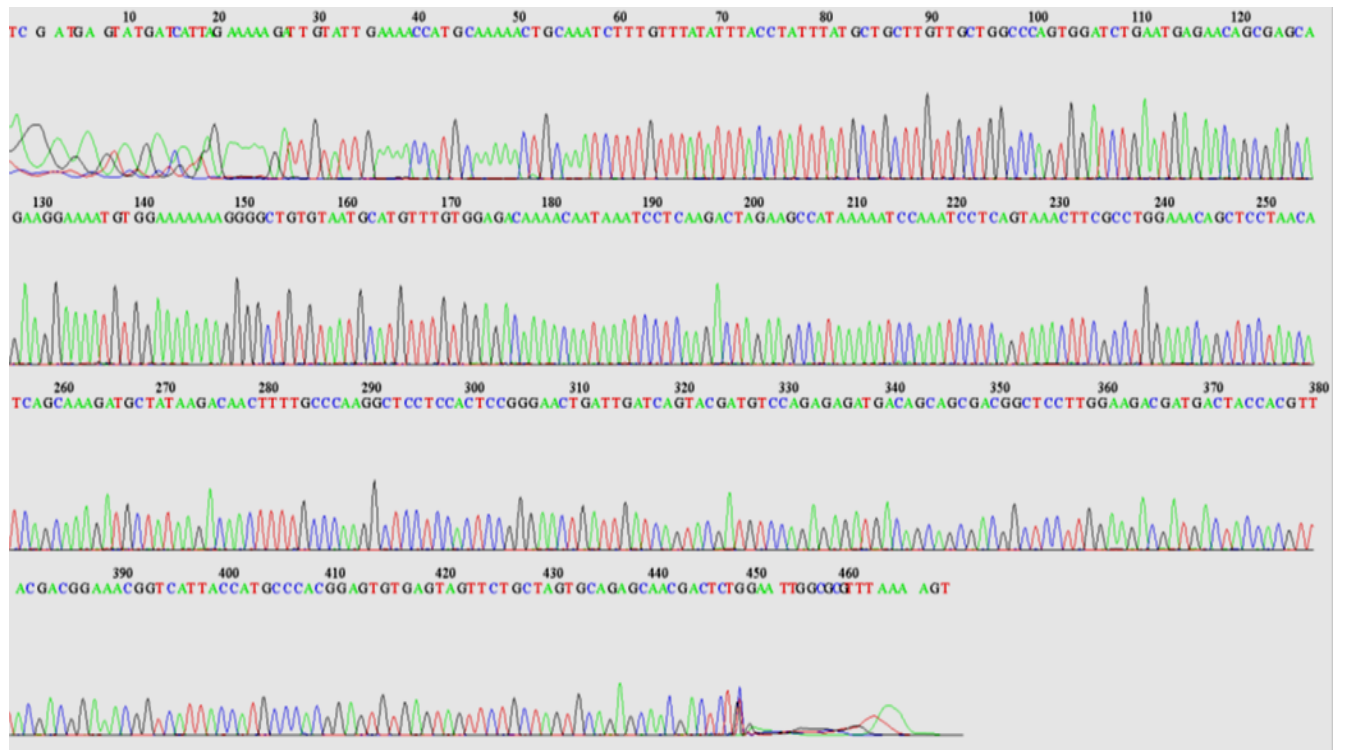 10 20 30 40 50 60 70 80 90 100 110 120
TC G ATGA GTATGATCATTAG AAAAA GATT GTATT GAAAACCATGCAAAAACTGCAAATCTTTGTTTATATTTACCTATTTATGCTGCTTGTTGCTGGCCCAGTGGATCTGAATGAGAACAGCGAGCA
130 140 150 160 170 180 190 200 210 220 230 240 250
GAAGGAAAATGTGGAAAAAAAAGGGGCTGTGTAATGCATGTTTGTGGAGACAAAACAATAAATCCTCAAGACTAGAAGCCATAAAAATCCAAATCCTCAGTAAACTTCGCCTGGAAACAGCTCCTAACA
260 270 280 290 300 310 320 330 340 350 360 370 380
TCAGCAAAGATGCTATAAGACAACTTTTGCCCAAGGCTCCTCCACTCCGGGAACTGATTGATCAGTACGATGTCCAGAGAGATGACAGCAGCGACGGCTCCTTGGAAGACGATGACTACCACGTT
390 400 410 420 430 440 450 460
ACGACGGAAACGGTCATTACCATGCCCACGGAGTGTGAGTAGTTCTGCTAGTGCAGAGCAACGACTCTGGAA TTGGCGCGTTTAAA AGT